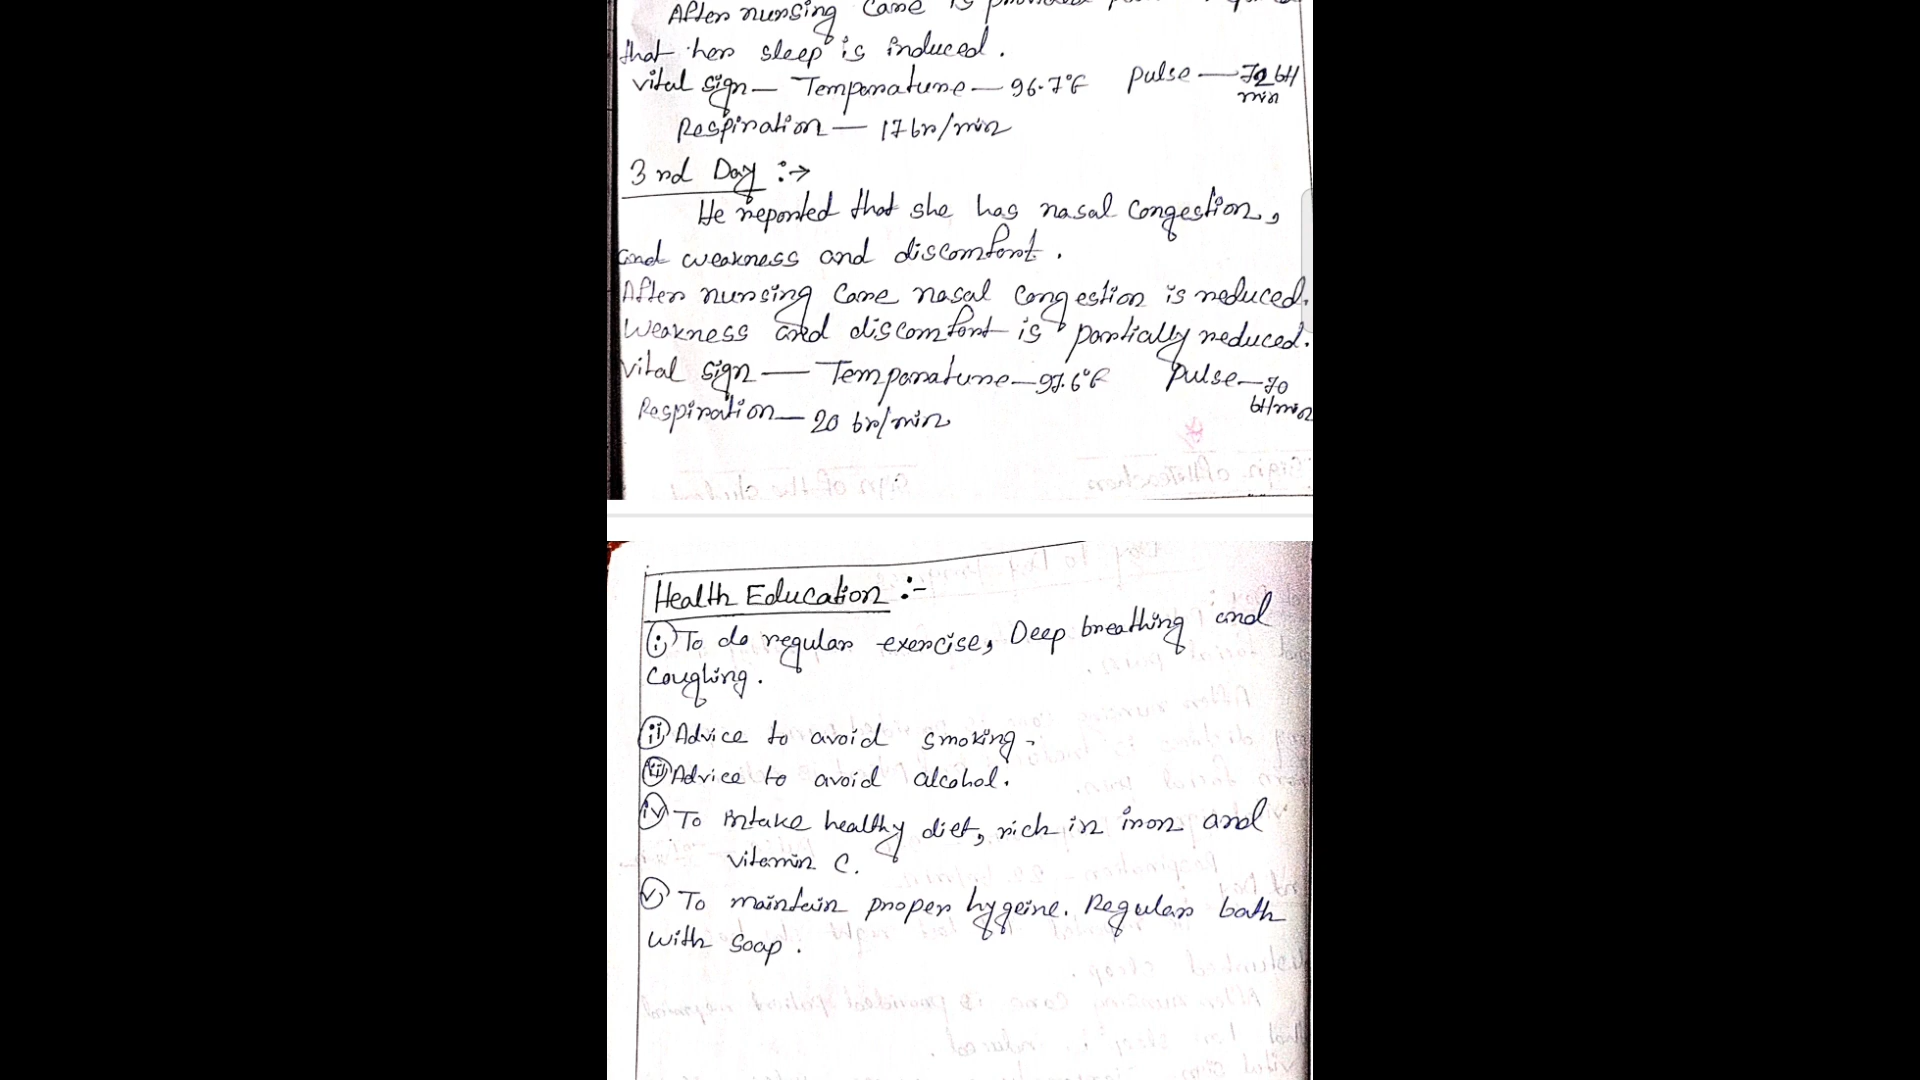 After nursing Care is provided
that her sleep is induced.
vital sign — Temperature — 96.7°F pulse — 72 bt/min
Respiration — 17 br/min
3rd Day :→
He reported that she has nasal congestion,
and weakness and discomfort.
After nursing Care nasal congestion is reduced.
Weakness and discomfort is partially reduced.
vital sign — Temperature — 97.6°F pulse — 70 bt/min
Respiration — 20 br/min
Health Education :-
(i) To do regular exercise, Deep breathing and
Coughing.
(ii) Advice to avoid smoking.
(iii) Advice to avoid alcohol.
(iv) To intake healthy diet, rich in iron and
vitamin C.
(v) To maintain proper hygeine. Regular bath
with soap.